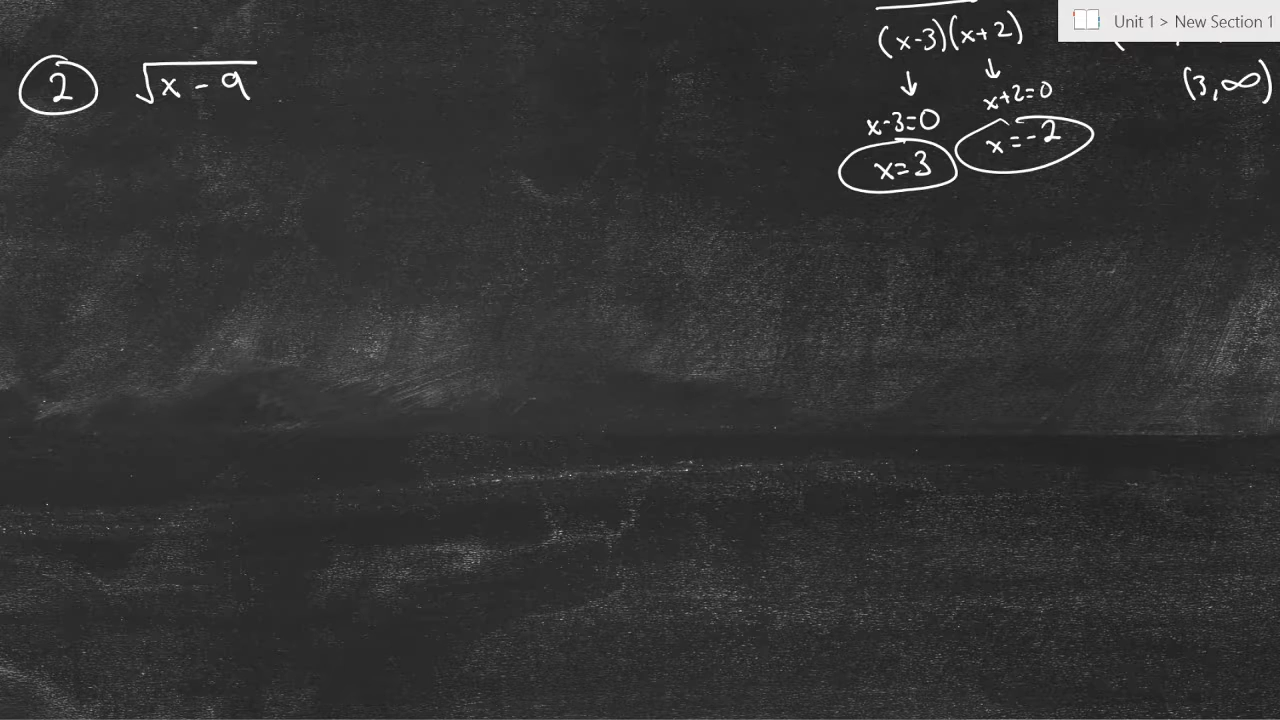 ② √x - 9
(x-3)(x+2)
↓ ↓
x-3=0 x+2=0
x=3 x=-2
(3,∞)
Unit 1 > New Section 1